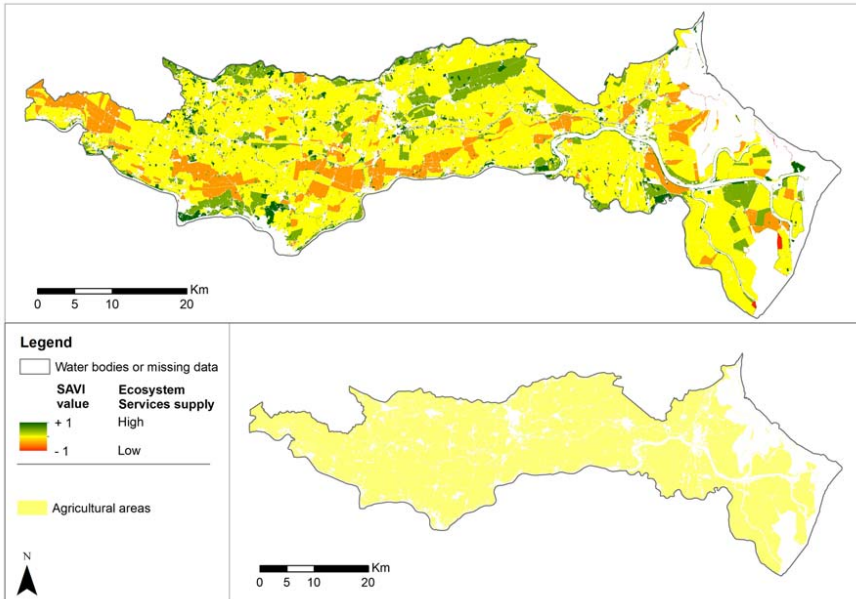 Km
0 5 10 20
Legend
Water bodies or missing data
SAVI Ecosystem
value Services supply
+ 1 High
- 1 Low
Agricultural areas
N
Km
0 5 10 20